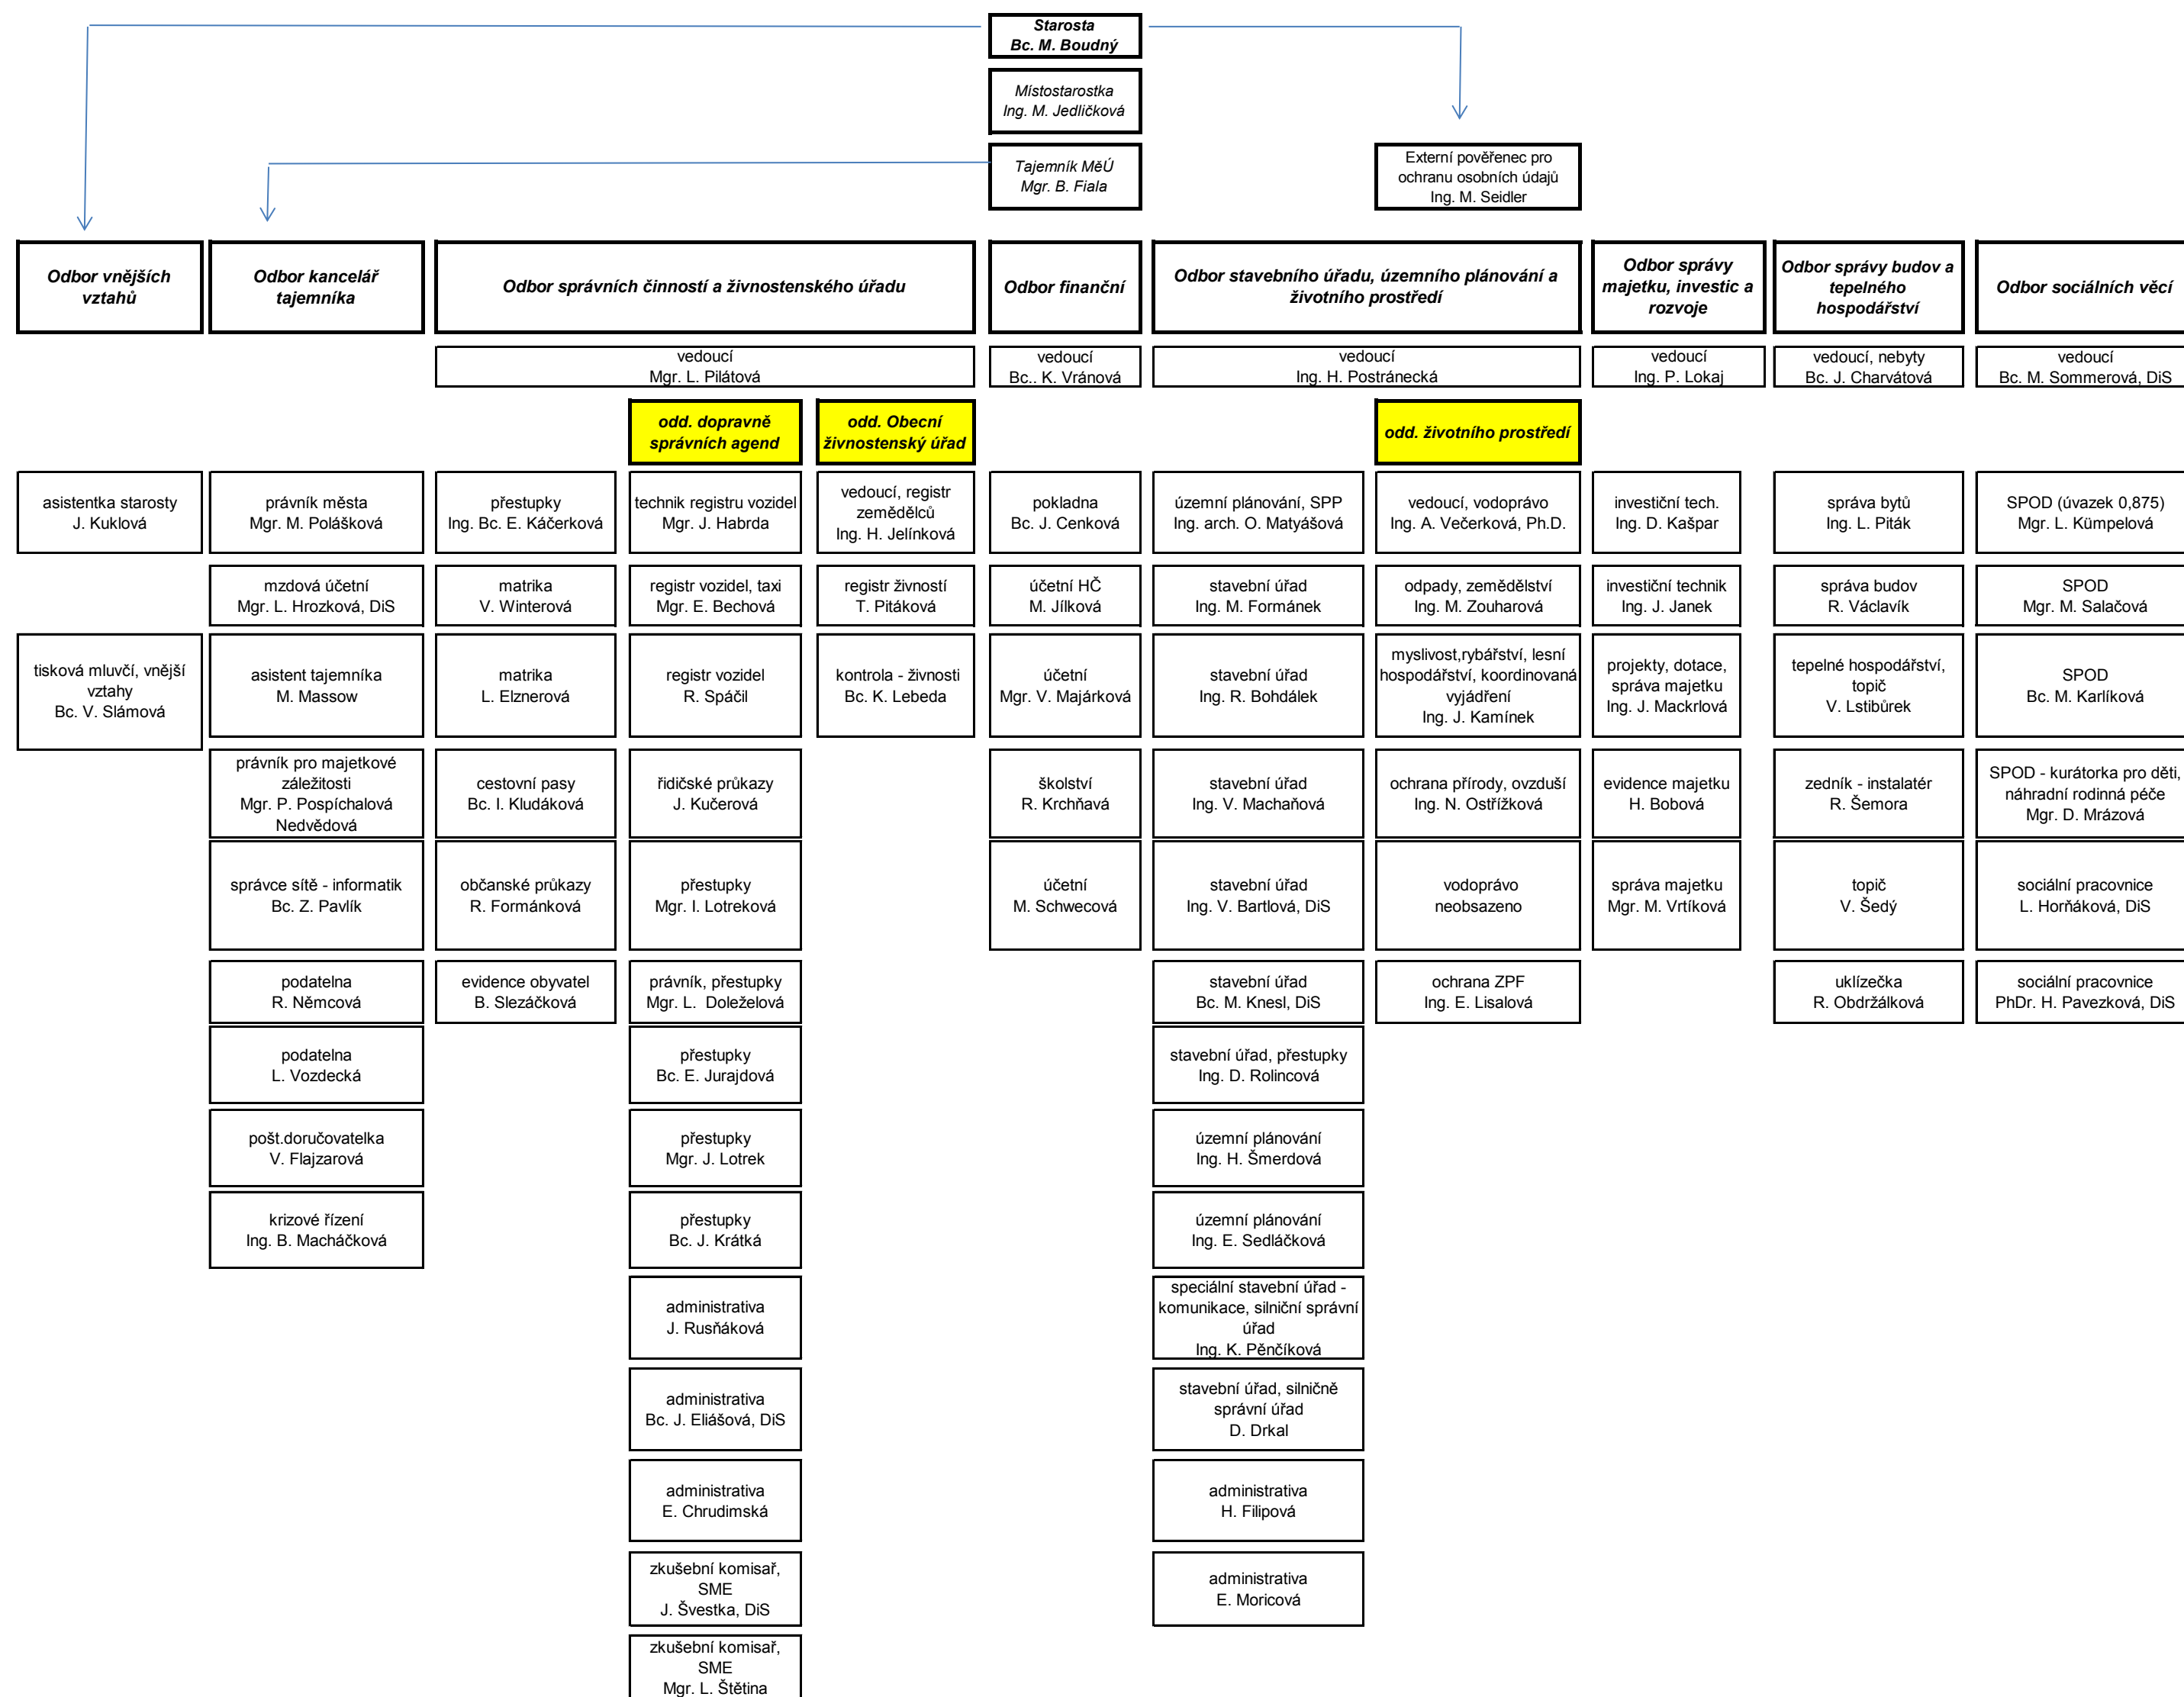 Starosta
Bc. M. Boudný
Místostarostka
Ing. M. Jedličková
Tajemník MěÚ
Mgr. B. Fiala
Externí pověřenec pro
ochranu osobních údajů
Ing. M. Seidler
Odbor vnějších
vztahů
Odbor kancelář
tajemníka
Odbor správních činností a živnostenského úřadu
Odbor finanční
Odbor stavebního úřadu, územního plánování a
životního prostředí
Odbor správy
majetku, investic a
rozvoje
Odbor správy budov a
tepelného
hospodářství
Odbor sociálních věcí
vedoucí
Mgr. L. Pilátová
vedoucí
Bc.. K. Vránová
vedoucí
Ing. H. Postránecká
vedoucí
Ing. P. Lokaj
vedoucí, nebyty
Bc. J. Charvátová
vedoucí
Bc. M. Sommerová, DiS
odd. dopravně
správních agend
odd. Obecní
živnostenský úřad
odd. životního prostředí
asistentka starosty
J. Kuklová
právník města
Mgr. M. Polášková
přestupky
Ing. Bc. E. Káčerková
technik registru vozidel
Mgr. J. Habrda
vedoucí, registr
zemědělců
Ing. H. Jelínková
pokladna
Bc. J. Cenková
územní plánování, SPP
Ing. arch. O. Matyášová
vedoucí, vodoprávo
Ing. A. Večerková, Ph.D.
investiční tech.
Ing. D. Kašpar
správa bytů
Ing. L. Piták
SPOD (úvazek 0,875)
Mgr. L. Kümpelová
mzdová účetní
Mgr. L. Hrozková, DiS
matrika
V. Winterová
registr vozidel, taxi
Mgr. E. Bechová
registr živností
T. Pitáková
účetní HČ
M. Jílková
stavební úřad
Ing. M. Formánek
odpady, zemědělství
Ing. M. Zouharová
investiční technik
Ing. J. Janek
správa budov
R. Václavík
SPOD
Mgr. M. Salačová
tisková mluvčí, vnější
vztahy
Bc. V. Slámová
asistent tajemníka
M. Massow
matrika
L. Elznerová
registr vozidel
R. Spáčil
kontrola - živnosti
Bc. K. Lebeda
účetní
Mgr. V. Majárková
stavební úřad
Ing. R. Bohdálek
myslivost,rybářství, lesní
hospodářství, koordinovaná
vyjádření
Ing. J. Kamínek
projekty, dotace,
správa majetku
Ing. J. Mackrlová
tepelné hospodářství,
topič
V. Lstibůrek
SPOD
Bc. M. Karlíková
právník pro majetkové
záležitosti
Mgr. P. Pospíchalová
Nedvědová
cestovní pasy
Bc. I. Kludáková
řidičské průkazy
J. Kučerová
školství
R. Krchňavá
stavební úřad
Ing. V. Machaňová
ochrana přírody, ovzduší
Ing. N. Ostřížková
evidence majetku
H. Bobová
zedník - instalatér
R. Šemora
SPOD - kurátorka pro děti,
náhradní rodinná péče
Mgr. D. Mrázová
správce sítě - informatik
Bc. Z. Pavlík
občanské průkazy
R. Formánková
přestupky
Mgr. I. Lotreková
účetní
M. Schwecová
stavební úřad
Ing. V. Bartlová, DiS
vodoprávo
neobsazeno
správa majetku
Mgr. M. Vrtíková
topič
V. Šedý
sociální pracovnice
L. Horňáková, DiS
podatelna
R. Němcová
evidence obyvatel
B. Slezáčková
právník, přestupky
Mgr. L.  Doleželová
stavební úřad
Bc. M. Knesl, DiS
ochrana ZPF
Ing. E. Lisalová
uklízečka
R. Obdržálková
sociální pracovnice
PhDr. H. Pavezková, DiS
podatelna
L. Vozdecká
přestupky
Bc. E. Jurajdová
stavební úřad, přestupky
Ing. D. Rolincová
pošt.doručovatelka
V. Flajzarová
přestupky
Mgr. J. Lotrek
územní plánování
Ing. H. Šmerdová
krizové řízení
Ing. B. Macháčková
přestupky
Bc. J. Krátká
územní plánování
Ing. E. Sedláčková
administrativa
J. Rusňáková
speciální stavební úřad -
komunikace, silniční správní
úřad
Ing. K. Pěnčíková
administrativa
Bc. J. Eliášová, DiS
stavební úřad, silničně
správní úřad
D. Drkal
administrativa
E. Chrudimská
administrativa
H. Filipová
zkušební komisař,
SME
J. Švestka, DiS
administrativa
E. Moricová
zkušební komisař,
SME
Mgr. L. Štětina